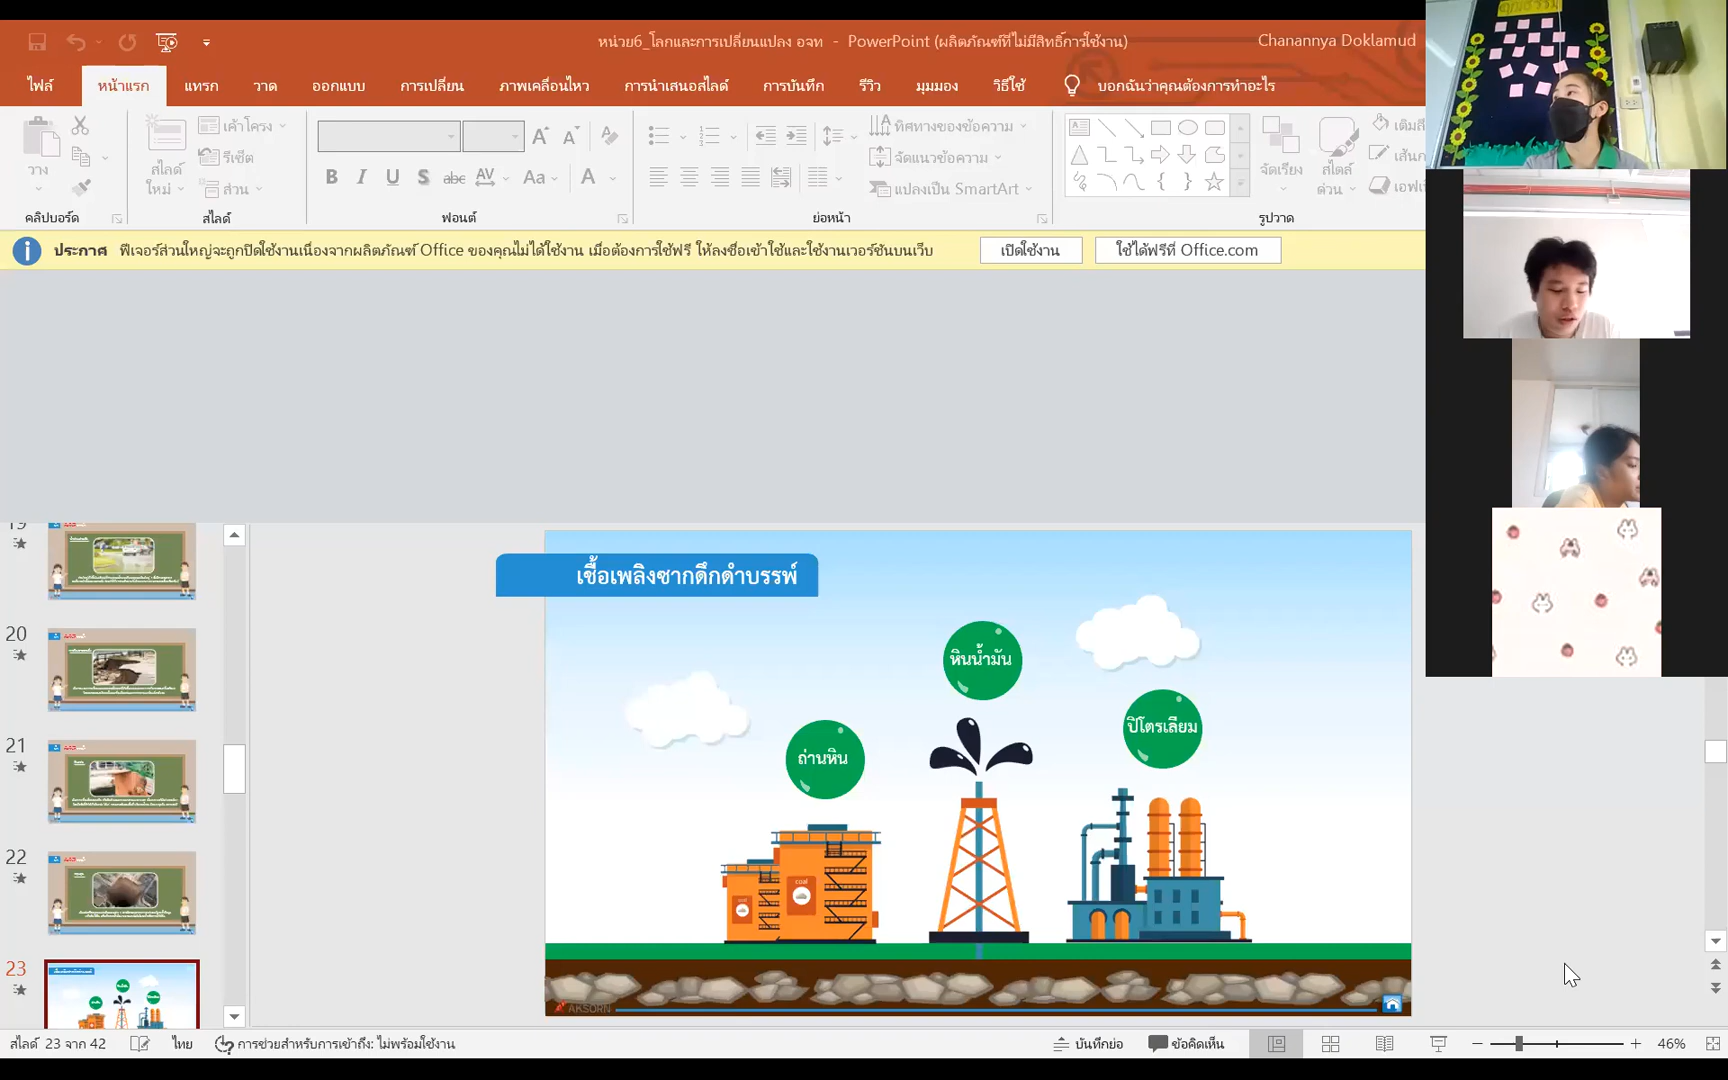 หน่วย6_โลกและการเปลี่ยนแปลง อจท - PowerPoint (ผลิตภัณฑ์ที่ไม่มีสิทธิ์การใช้งาน)
Chanannya Doklamud
ไฟล์ หน้าแรก แทรก วาด ออกแบบ การเปลี่ยน ภาพเคลื่อนไหว การนำเสนอสไลด์ การบันทึก รีวิว มุมมอง วิธีใช้ บอกฉันว่าคุณต้องการทำอะไร
วาง
คลิปบอร์ด
สไลด์
ใหม่
เค้าโครง
รีเซ็ต
ส่วน
สไลด์
B I U S abc AV Aa A
ฟอนต์
ทิศทางของข้อความ
จัดแนวข้อความ
แปลงเป็น SmartArt
ย่อหน้า
จัดเรียง
สไตล์
ด่วน
รูปวาด
ประกาศ ฟีเจอร์ส่วนใหญ่จะถูกปิดใช้งานเนื่องจากผลิตภัณฑ์ Office ของคุณไม่ได้ใช้งาน เมื่อต้องการใช้ฟรี ให้ลงชื่อเข้าใช้และใช้งานเวอร์ชันบนเว็บ
เปิดใช้งาน
ใช้ได้ฟรีที่ Office.com
19
20
21
22
23
เชื้อเพลิงซากดึกดำบรรพ์
หินน้ำมัน
ปิโตรเลียม
ถ่านหิน
coal
coal
AKSORN
สไลด์ 23 จาก 42
ไทย
การช่วยสำหรับการเข้าถึง: ไม่พร้อมใช้งาน
บันทึกย่อ
ข้อคิดเห็น
46%